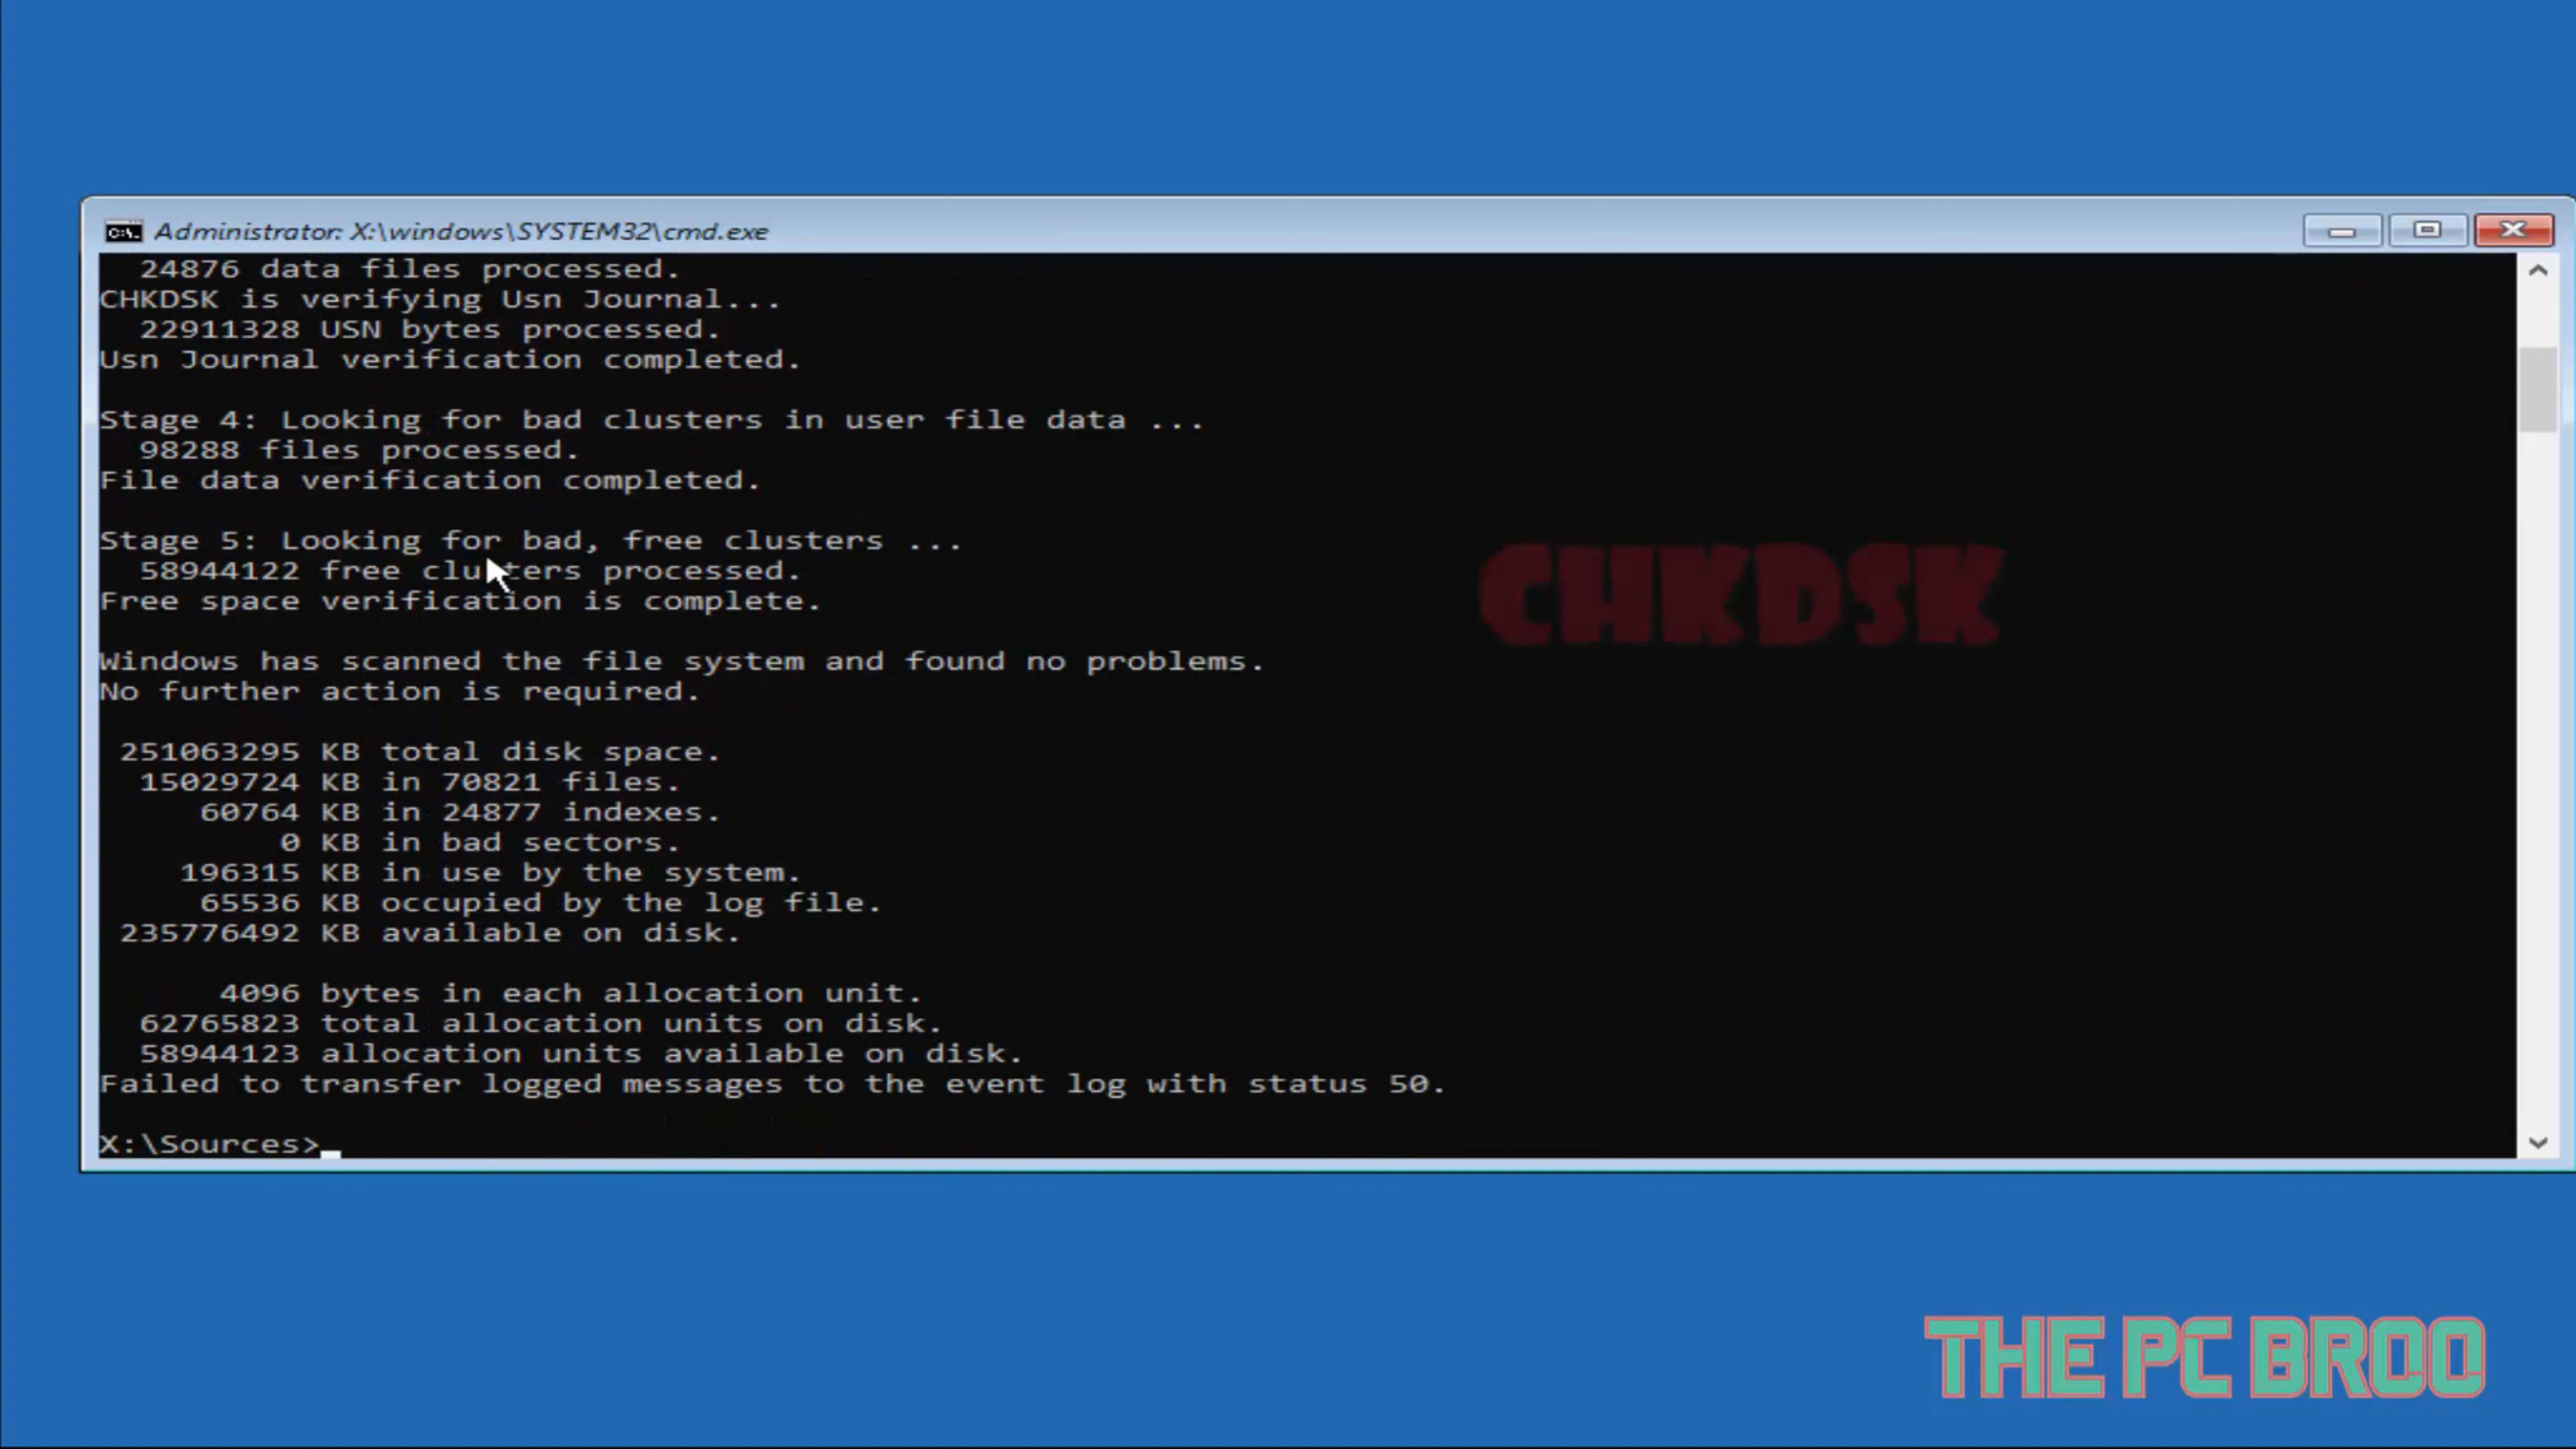 Administrator: X:\windows\SYSTEM32\cmd.exe
24876 data files processed.
CHKDSK is verifying Usn Journal...
22911328 USN bytes processed.
Usn Journal verification completed.
Stage 4: Looking for bad clusters in user file data ...
98288 files processed.
File data verification completed.
Stage 5: Looking for bad, free clusters ...
58944122 free clusters processed.
Free space verification is complete.
CHKDSK
Windows has scanned the file system and found no problems.
No further action is required.
251063295 KB total disk space.
15029724 KB in 70821 files.
60764 KB in 24877 indexes.
0 KB in bad sectors.
196315 KB in use by the system.
65536 KB occupied by the log file.
235776492 KB available on disk.
4096 bytes in each allocation unit.
62765823 total allocation units on disk.
58944123 allocation units available on disk.
Failed to transfer logged messages to the event log with status 50.
X:\Sources>
THE PC BROO